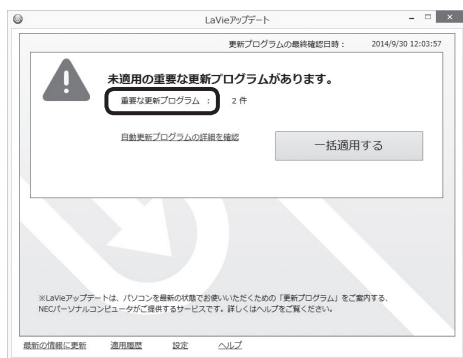 LaVieアップデート
更新プログラムの最終確認日時： 2014/9/30 12:03:57
未適用の重要な更新プログラムがあります。
重要な更新プログラム ： 2 件
自動更新プログラムの詳細を確認
一括適用する
※LaVieアップデートは、パソコンを最新の状態でお使いいただくための「更新プログラム」をご案内する、
NECパーソナルコンピュータがご提供するサービスです。詳しくはヘルプをご覧ください。
最新の情報に更新 適用履歴 設定 ヘルプ